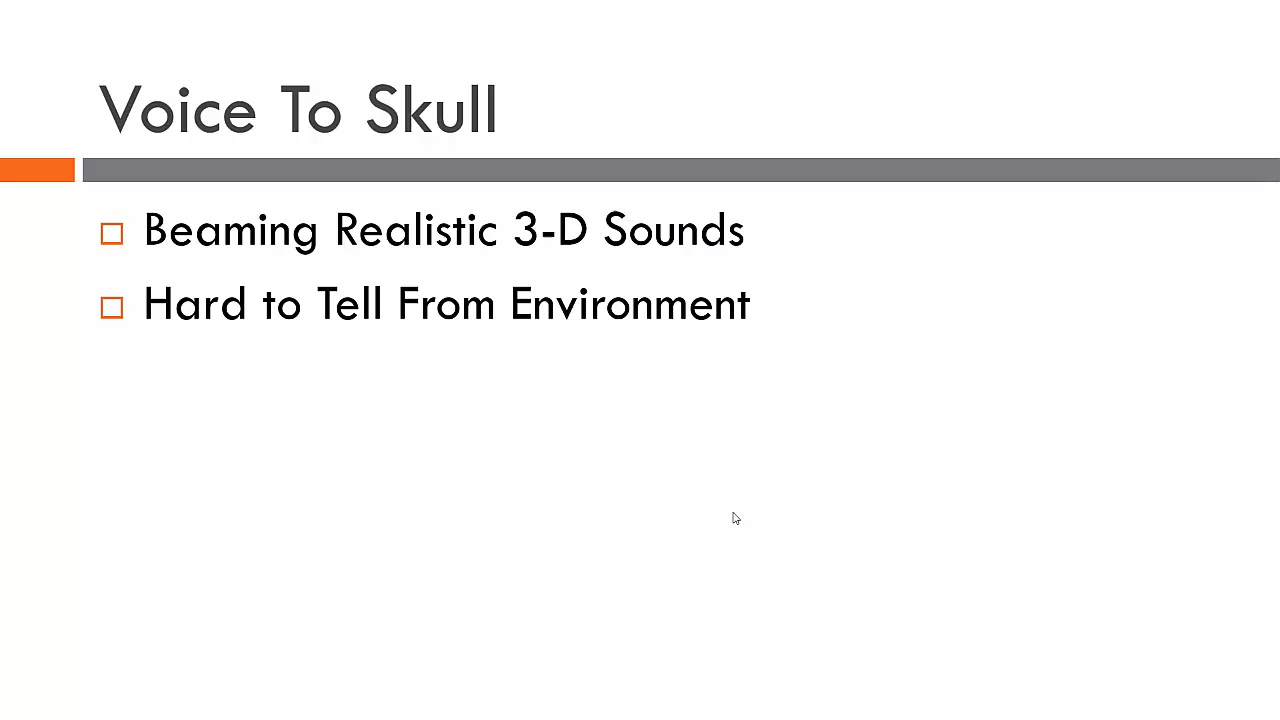 Voice To Skull
Beaming Realistic 3-D Sounds
Hard to Tell From Environment